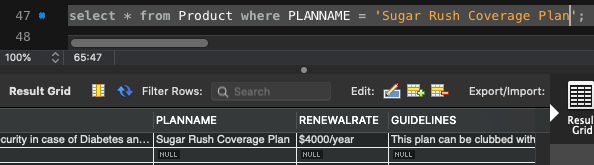 47 select * from Product where PLANNAME = 'Sugar Rush Coverage Plan';
48
100% 65:47
Result Grid Filter Rows: Search Edit: Export/Import:
Result Grid
PLANNAME RENEWALRATE GUIDELINES
curity in case of Diabetes an... Sugar Rush Coverage Plan $4000/year This plan can be clubbed with
NULL NULL NULL